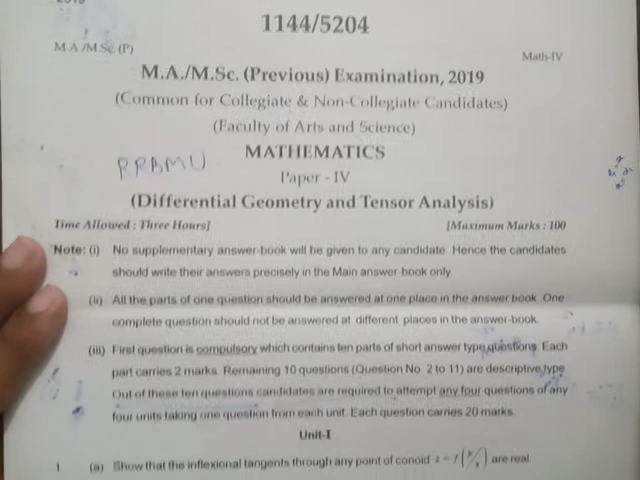 1144/5204
M.A./M.Sc. (P)
Math-IV
M.A./M.Sc. (Previous) Examination, 2019
(Common for Collegiate & Non-Collegiate Candidates)
(Faculty of Arts and Science)
RRBMU
MATHEMATICS
Paper - IV
(Differential Geometry and Tensor Analysis)
Time Allowed : Three Hours] [Maximum Marks : 100
Note: (i) No supplementary answer-book will be given to any candidate. Hence the candidates
should write their answers precisely in the Main answer-book only.
(ii) All the parts of one question should be answered at one place in the answer book. One
complete question should not be answered at different places in the answer-book.
(iii) First question is compulsory which contains ten parts of short answer type questions. Each
part carries 2 marks. Remaining 10 questions (Question No. 2 to 11) are descriptive type.
Out of these ten questions candidates are required to attempt any four questions of any
four units taking one question from each unit. Each question carries 20 marks.
Unit-I
1 (a) Show that the inflexional tangents through any point of conoid z = f (y/x) are real.